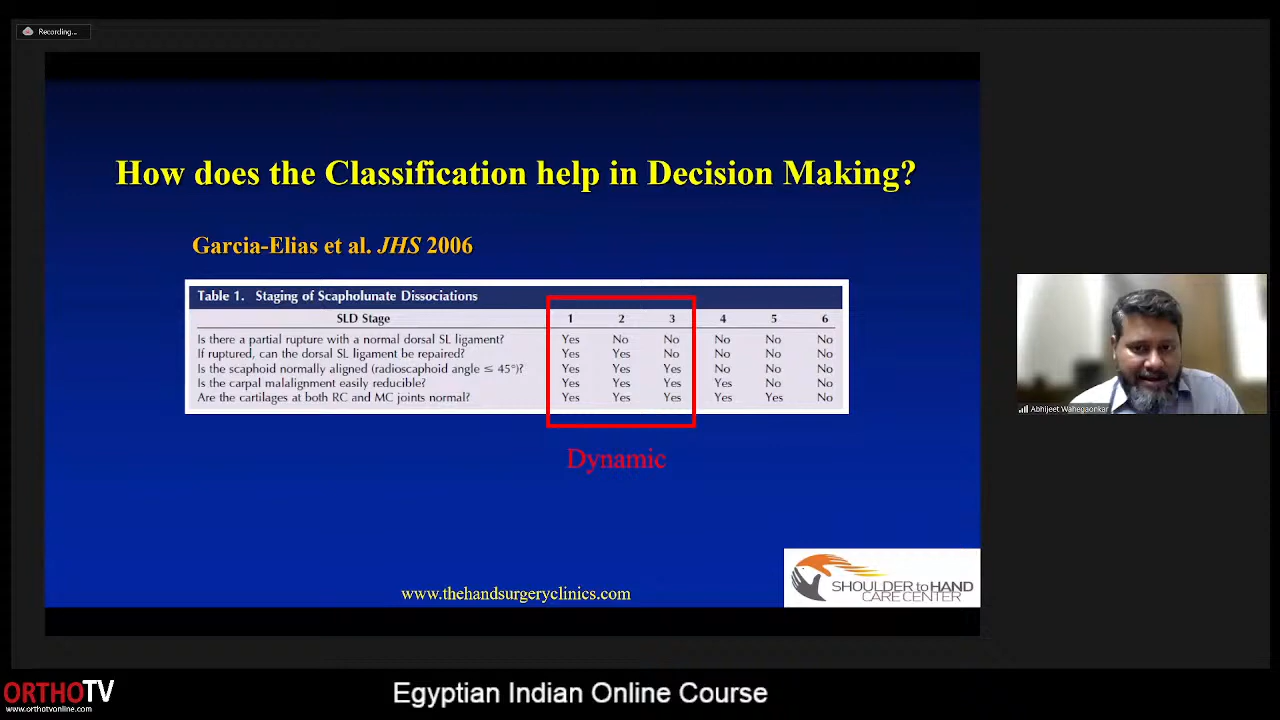 Recording...
How does the Classification help in Decision Making?
Garcia-Elias et al. JHS 2006
Table 1. Staging of Scapholunate Dissociations
SLD Stage 1 2 3 4 5 6
Is there a partial rupture with a normal dorsal SL ligament? Yes No No No No No
If ruptured, can the dorsal SL ligament be repaired? Yes Yes No No No No
Is the scaphoid normally aligned (radioscaphoid angle ≤ 45°)? Yes Yes Yes No No No
Is the carpal malalignment easily reducible? Yes Yes Yes Yes No No
Are the cartilages at both RC and MC joints normal? Yes Yes Yes Yes Yes No
Dynamic
Abhijeet Wahegaonkar
SHOULDER to HAND
CARE CENTER
www.thehandsurgeryclinics.com
ORTHOTV
www.orthotvonline.com
Egyptian Indian Online Course